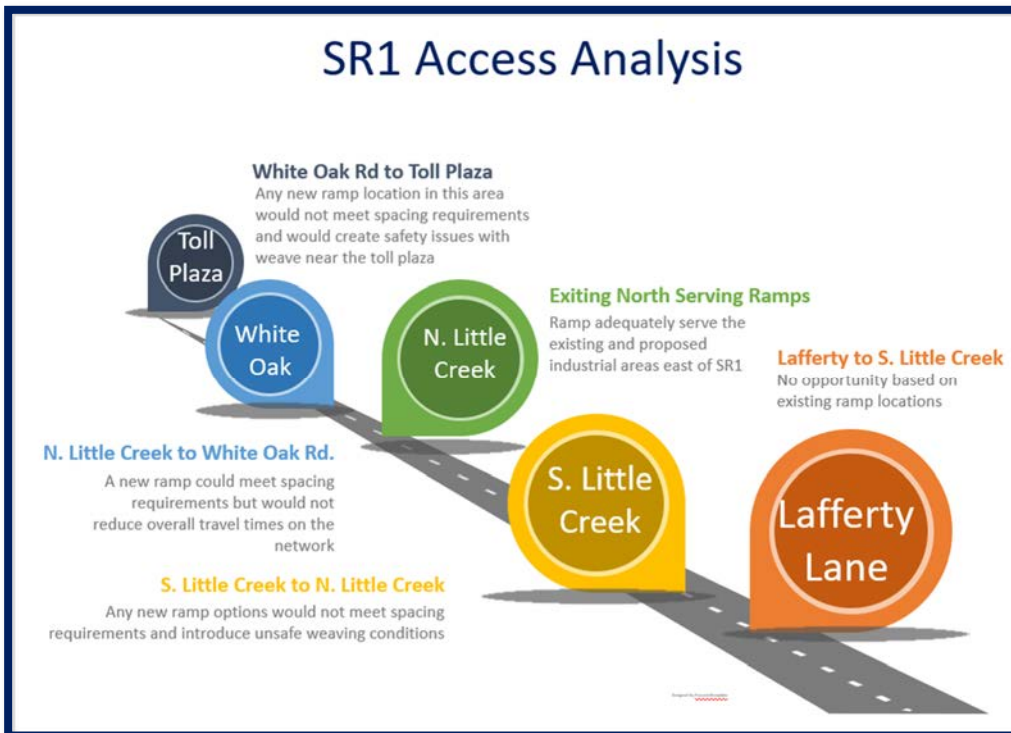 SR1 Access Analysis
White Oak Rd to Toll Plaza
Any new ramp location in this area
would not meet spacing requirements
and would create safety issues with
weave near the toll plaza
Toll
Plaza
White
Oak
N. Little
Creek
Exiting North Serving Ramps
Ramp adequately serve the
existing and proposed
industrial areas east of SR1
Lafferty to S. Little Creek
No opportunity based on
existing ramp locations
N. Little Creek to White Oak Rd.
A new ramp could meet spacing
requirements but would not
reduce overall travel times on the
network
S. Little
Creek
Lafferty
Lane
S. Little Creek to N. Little Creek
Any new ramp options would not meet spacing
requirements and introduce unsafe weaving conditions